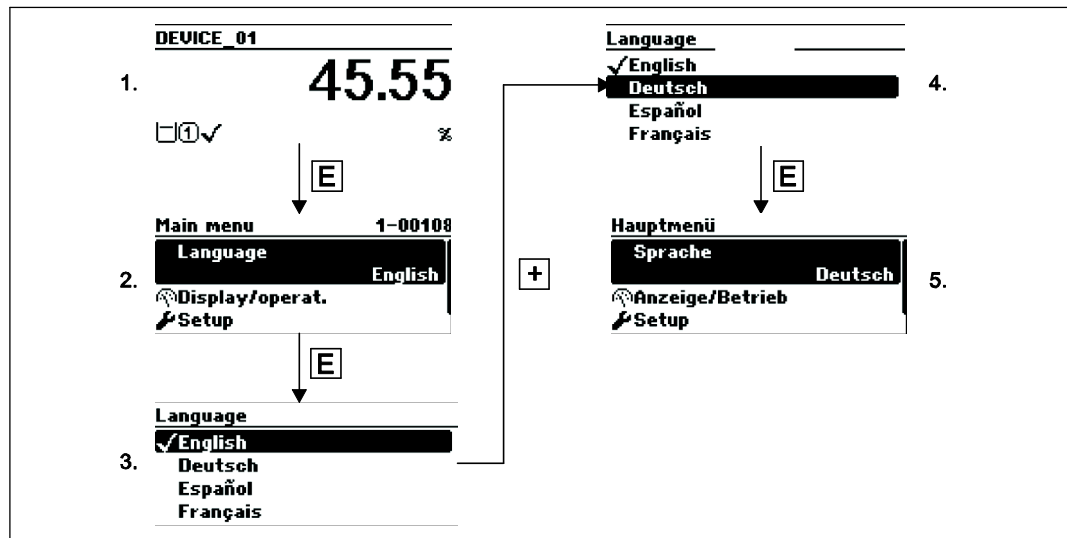 DEVICE_01
1.
45.55
1
%
E
Main menu 1-00108
2.
Language
English
Display/operat.
Setup
E
Language
3.
English
Deutsch
Español
Français
+
Language
English
4.
Deutsch
Español
Français
E
Hauptmenü
Sprache
Deutsch
5.
Anzeige/Betrieb
Setup